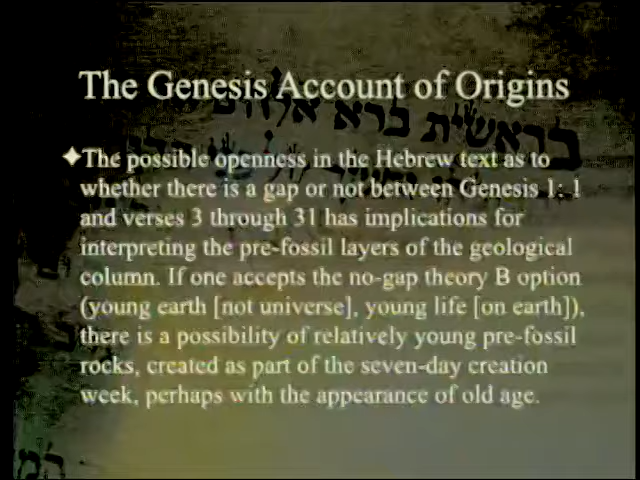 The Genesis Account of Origins
בראשית ברא אלהים
✦The possible openness in the Hebrew text as to
whether there is a gap or not between Genesis 1: 1
and verses 3 through 31 has implications for
interpreting the pre-fossil layers of the geological
column. If one accepts the no-gap theory B option
(young earth [not universe], young life [on earth]),
there is a possibility of relatively young pre-fossil
rocks, created as part of the seven-day creation
week, perhaps with the appearance of old age.